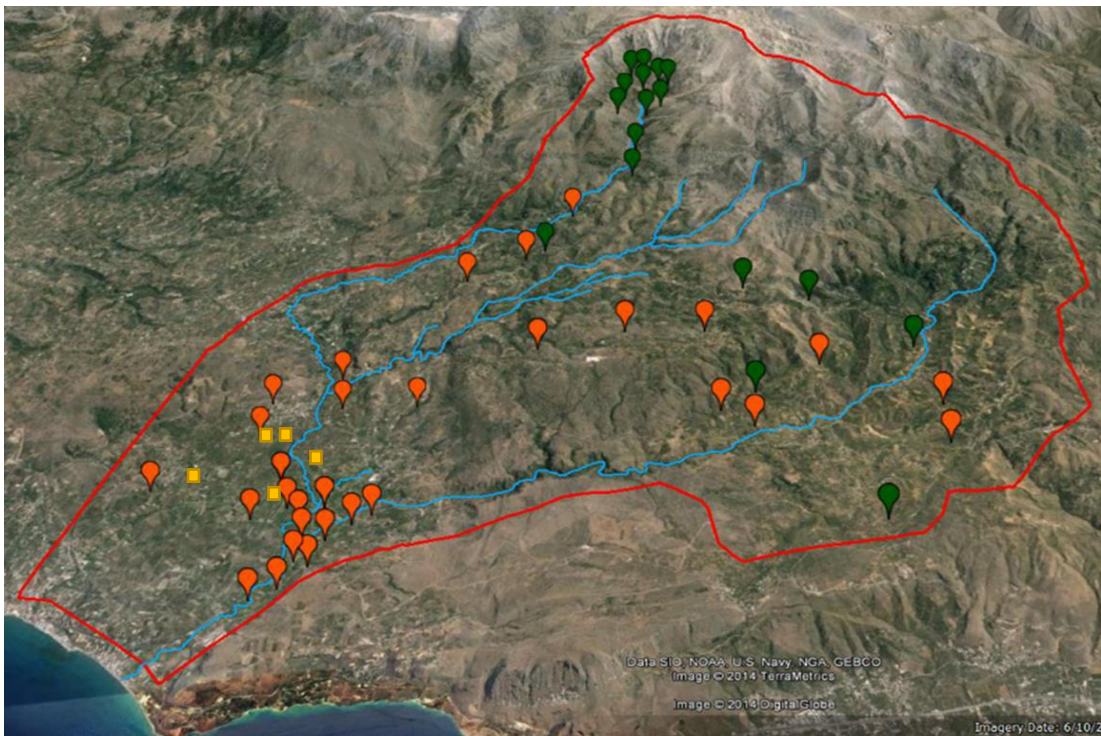 Data SIO, NOAA, U.S. Navy, NGA, GEBCO
Image © 2014 TerraMetrics
Image © 2014 DigitalGlobe
Imagery Date: 6/10/2